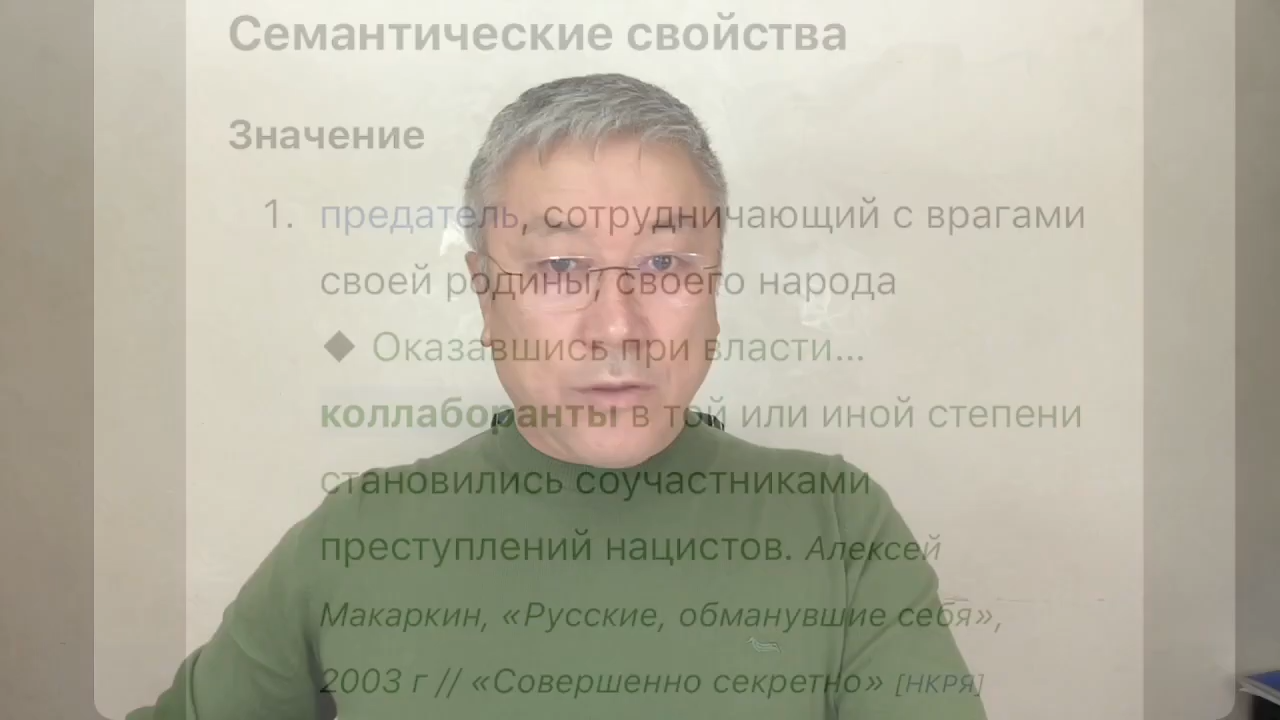 Семантические свойства
Значение
1. предатель, сотрудничающий с врагами
своей родины, своего народа
◆ Оказавшись при власти...
коллаборанты в той или иной степени
становились соучастниками
преступлений нацистов. Алексей
Макаркин, «Русские, обманувшие себя»,
2003 г // «Совершенно секретно» [НКРЯ]